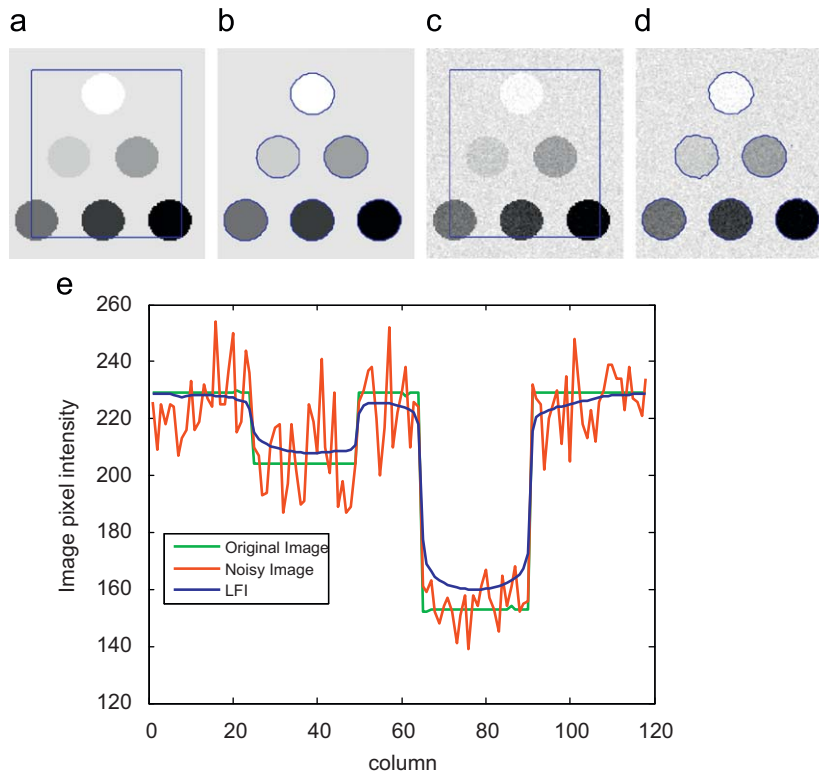 a b c d
e
260
240
220
200
180
160
140
120
Image pixel intensity
Original Image
Noisy Image
LFI
0 20 40 60 80 100 120
column